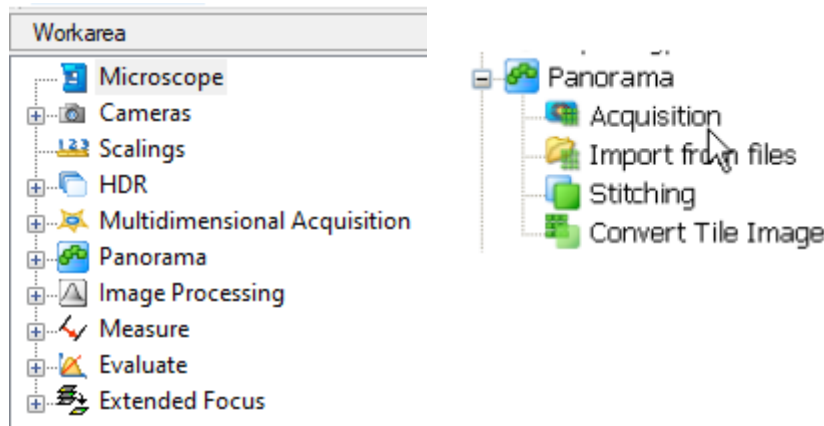 Workarea
Microscope
Cameras
Scalings
HDR
Multidimensional Acquisition
Panorama
Image Processing
Measure
Evaluate
Extended Focus
Panorama
Acquisition
Import from files
Stitching
Convert Tile Image